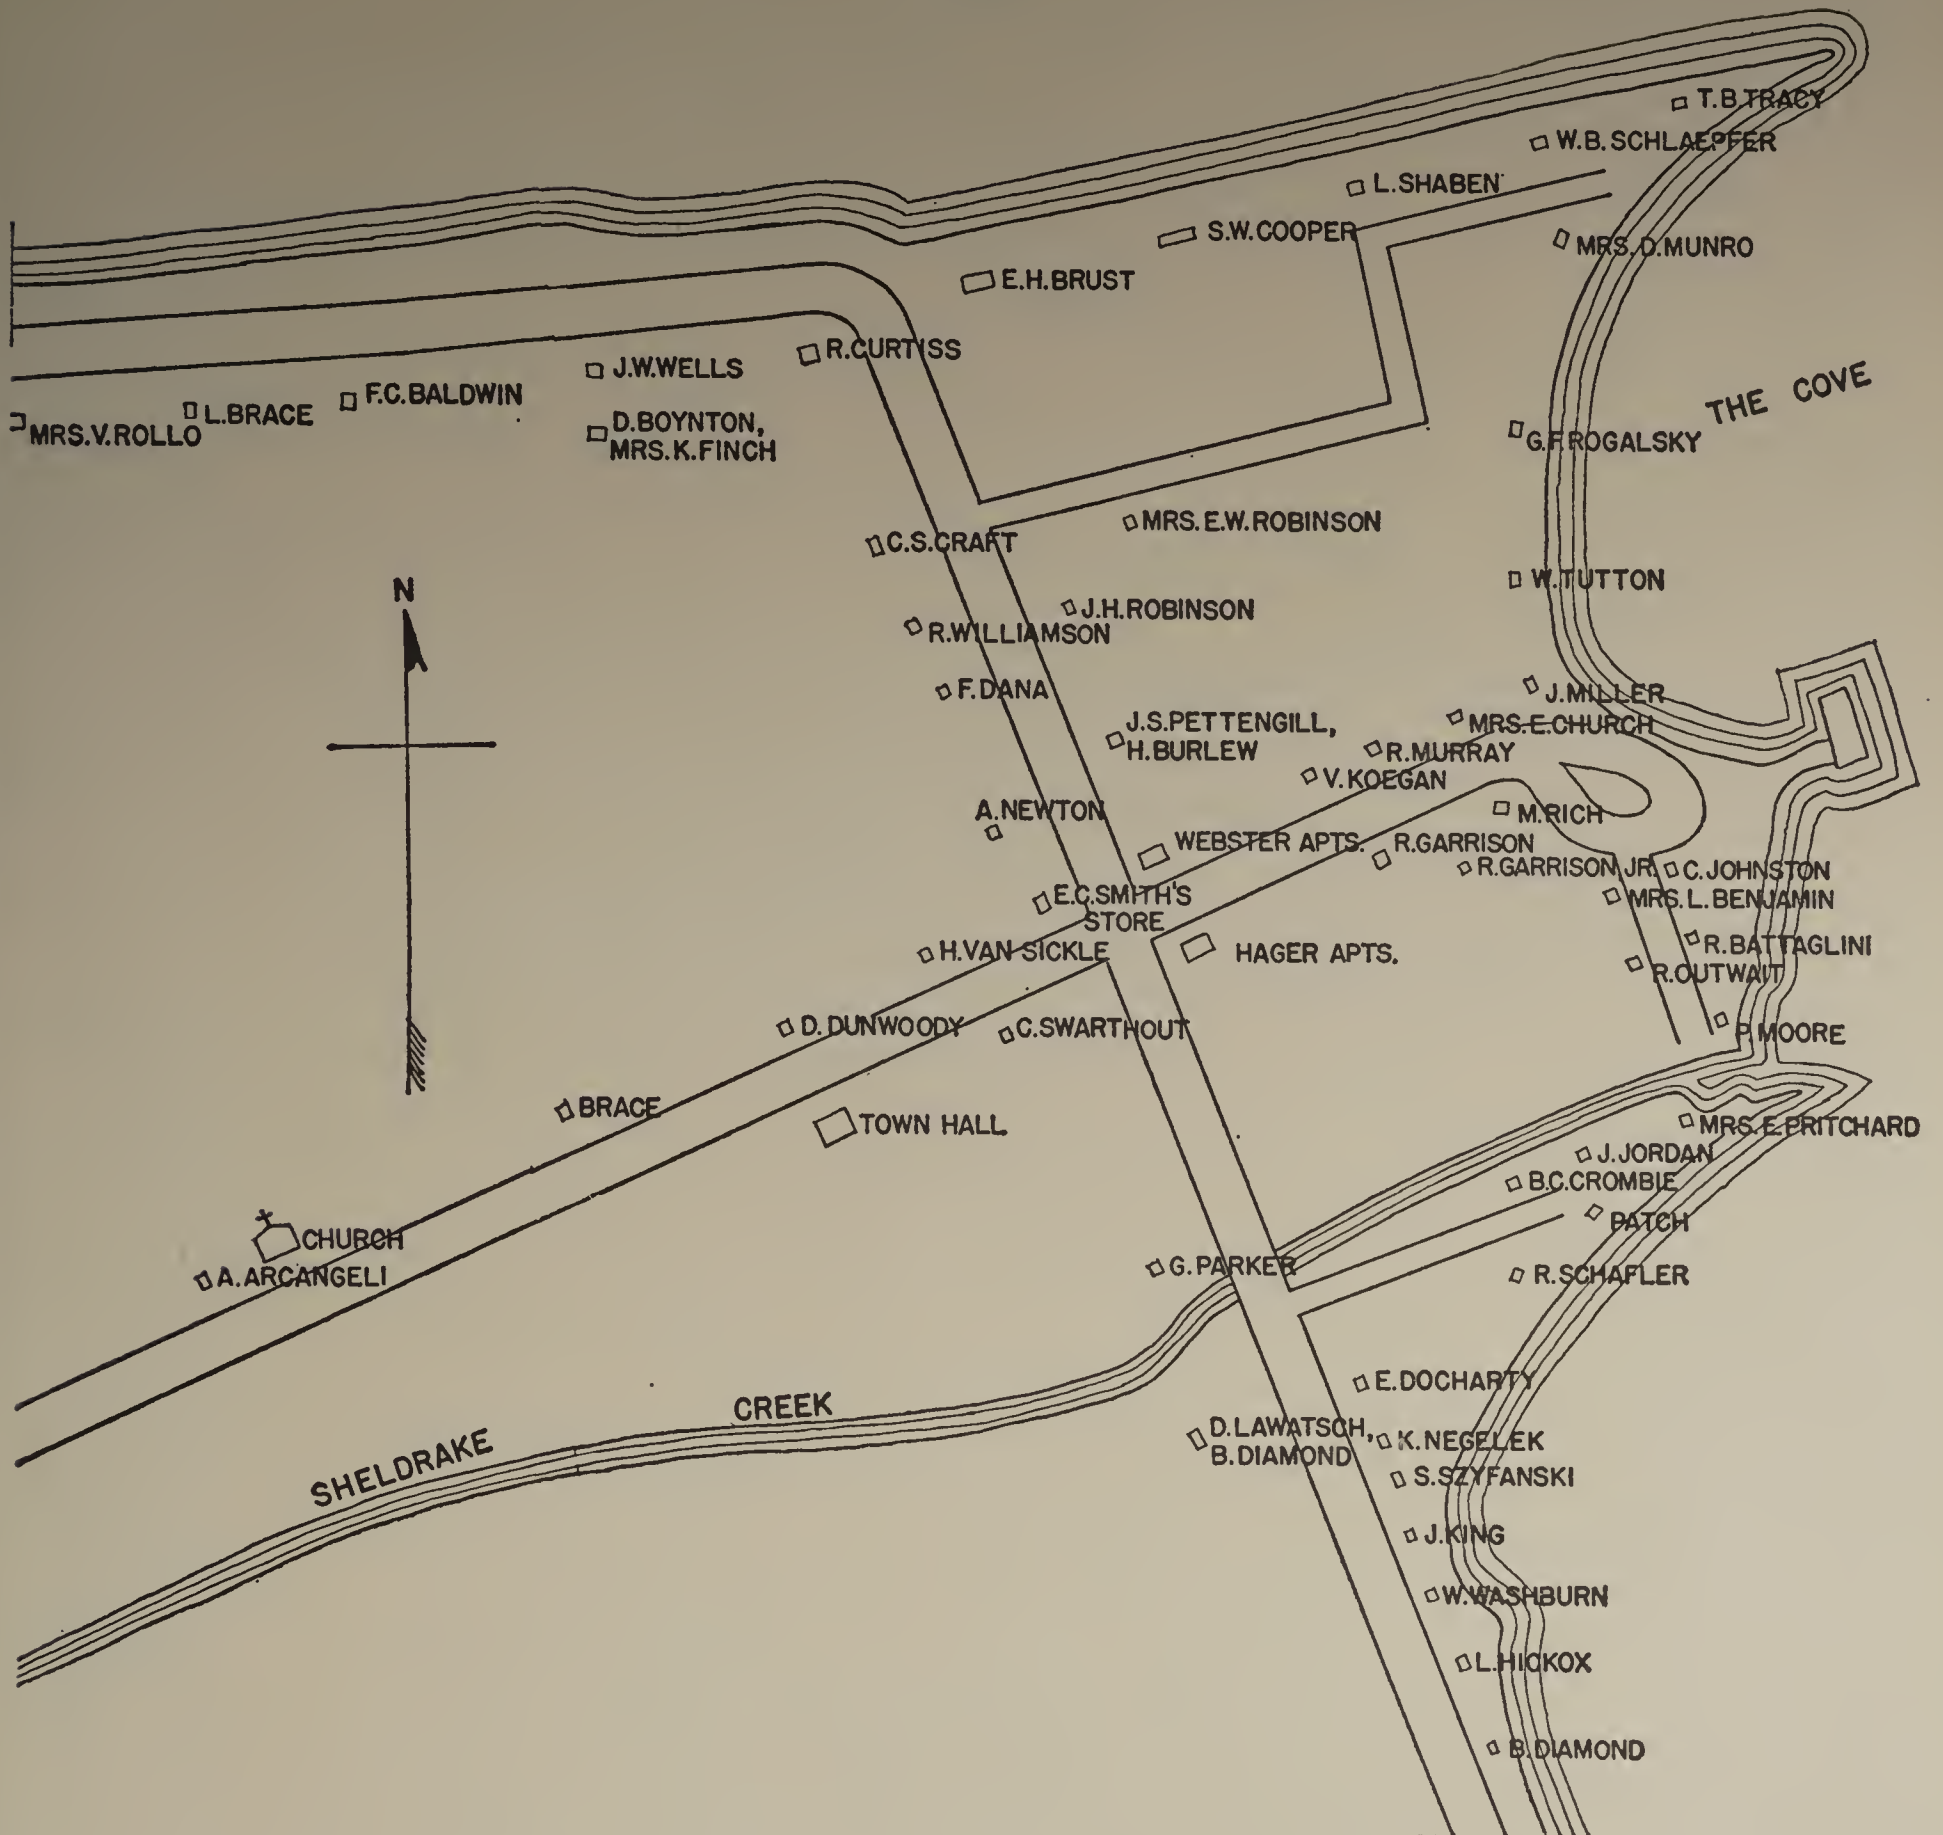 T.B.TRACY
W.B. SCHLAEPFER
L.SHABEN
S.W.COOPER
MRS.D.MUNRO
E.H.BRUST
R.CURTISS
J.W.WELLS
F.C.BALDWIN
L.BRACE
MRS.V.ROLLO
D.BOYNTON,
MRS.K.FINCH
THE COVE
G.F.ROGALSKY
MRS.E.W.ROBINSON
C.S.CRAFT
W.TUTTON
N
J.H.ROBINSON
R.WILLIAMSON
F.DANA
J.MILLER
MRS.E.CHURCH
J.S.PETTENGILL,
H.BURLEW
R.MURRAY
V.KOEGAN
A.NEWTON
M.RICH
WEBSTER APTS.
R.GARRISON
R.GARRISON JR.
C.JOHNSTON
MRS.L.BENJAMIN
E.C.SMITH'S
STORE
H.VAN SICKLE
HAGER APTS.
R.BATTAGLINI
R.OUTWAIT
D.DUNWOODY
C.SWARTHOUT
P.MOORE
BRACE
TOWN HALL
MRS.E.PRITCHARD
J.JORDAN
B.C.CROMBIE
PATCH
CHURCH
A.ARCANGELI
G.PARKER
R.SCHAFLER
E.DOCHARTY
SHELDRAKE CREEK
D.LAWATSCH,
B.DIAMOND
K.NEGELEK
S.SZYFANSKI
J.KING
W.WASHBURN
L.HICKOX
B.DIAMOND